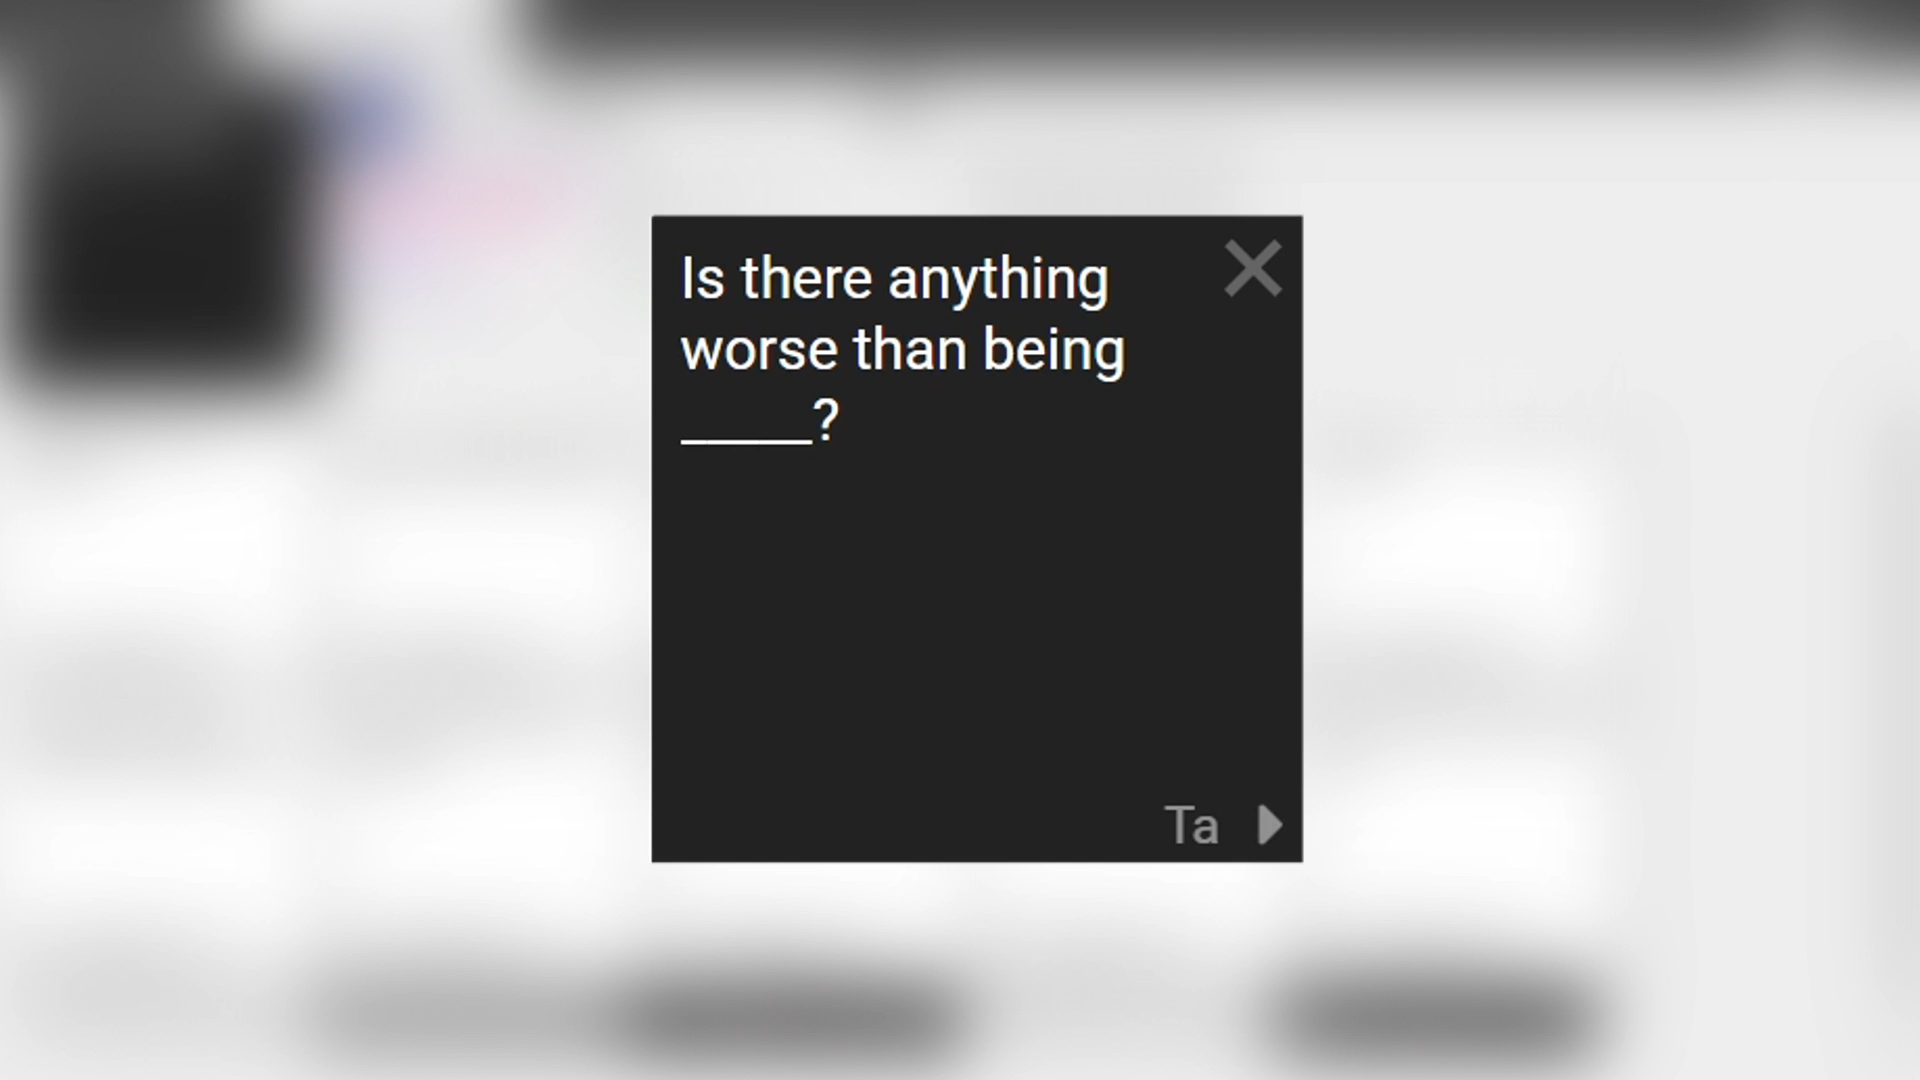 Is there anything
worse than being
_____?
Ta